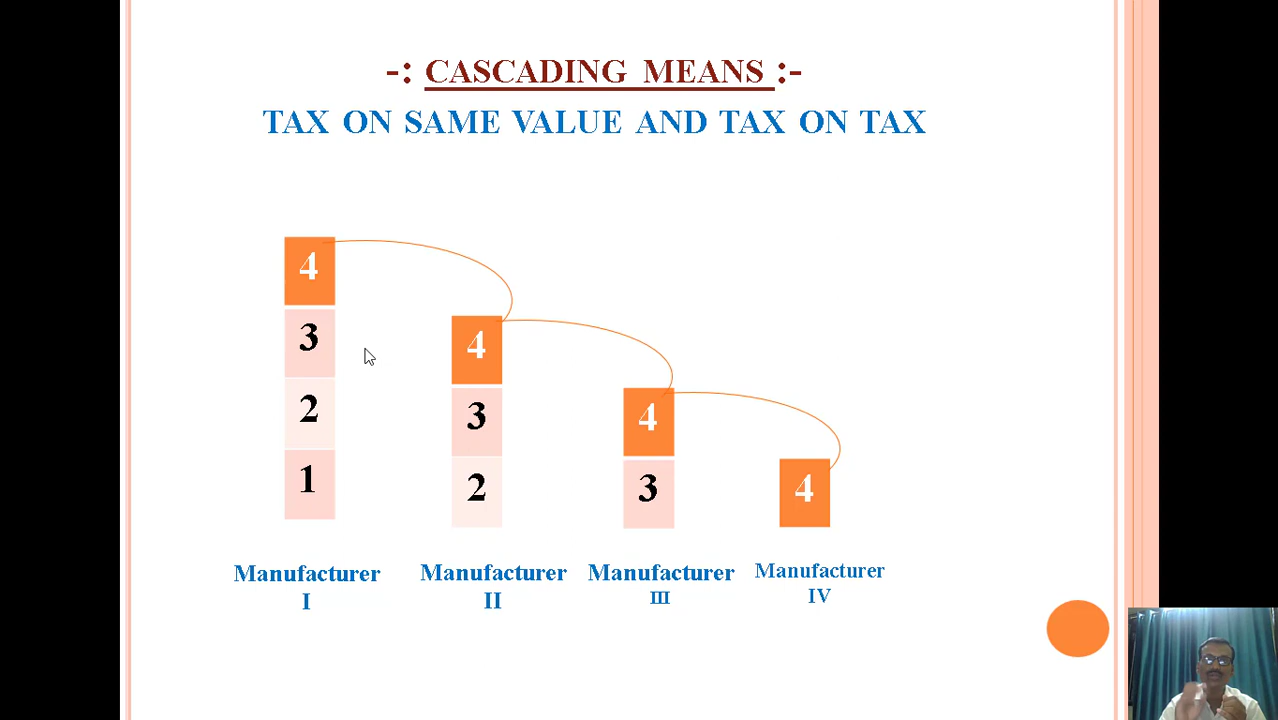 -: CASCADING MEANS :-
TAX ON SAME VALUE AND TAX ON TAX
4
3
2
1
4
3
2
4
3
4
Manufacturer
I
Manufacturer
II
Manufacturer
III
Manufacturer
IV